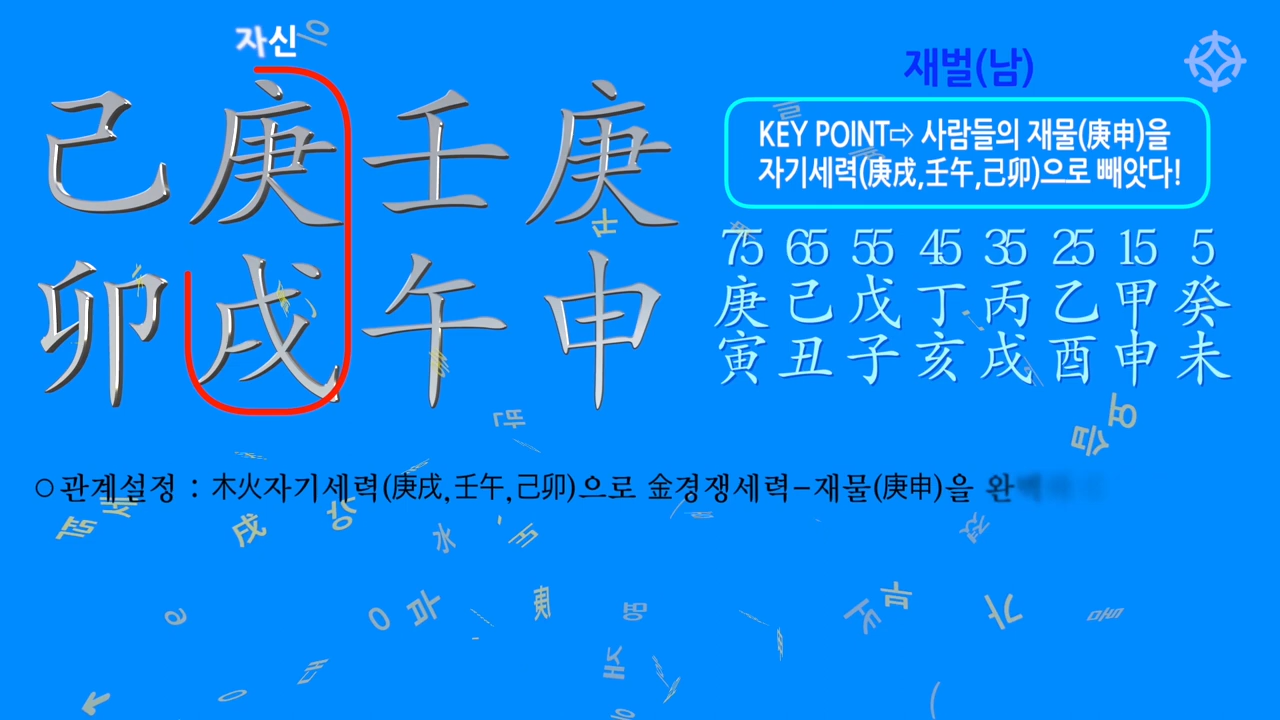 자신
己 庚 壬 庚
卯 戌 午 申
재벌(남)
KEY POINT⇨ 사람들의 재물(庚申)을
자기세력(庚戌,壬午,己卯)으로 빼앗다!
75 65 55 45 35 25 15 5
庚 己 戊 丁 丙 乙 甲 癸
寅 丑 子 亥 戌 酉 申 未
○관계설정 : 木火자기세력(庚戌,壬午,己卯)으로 金경쟁세력-재물(庚申)을